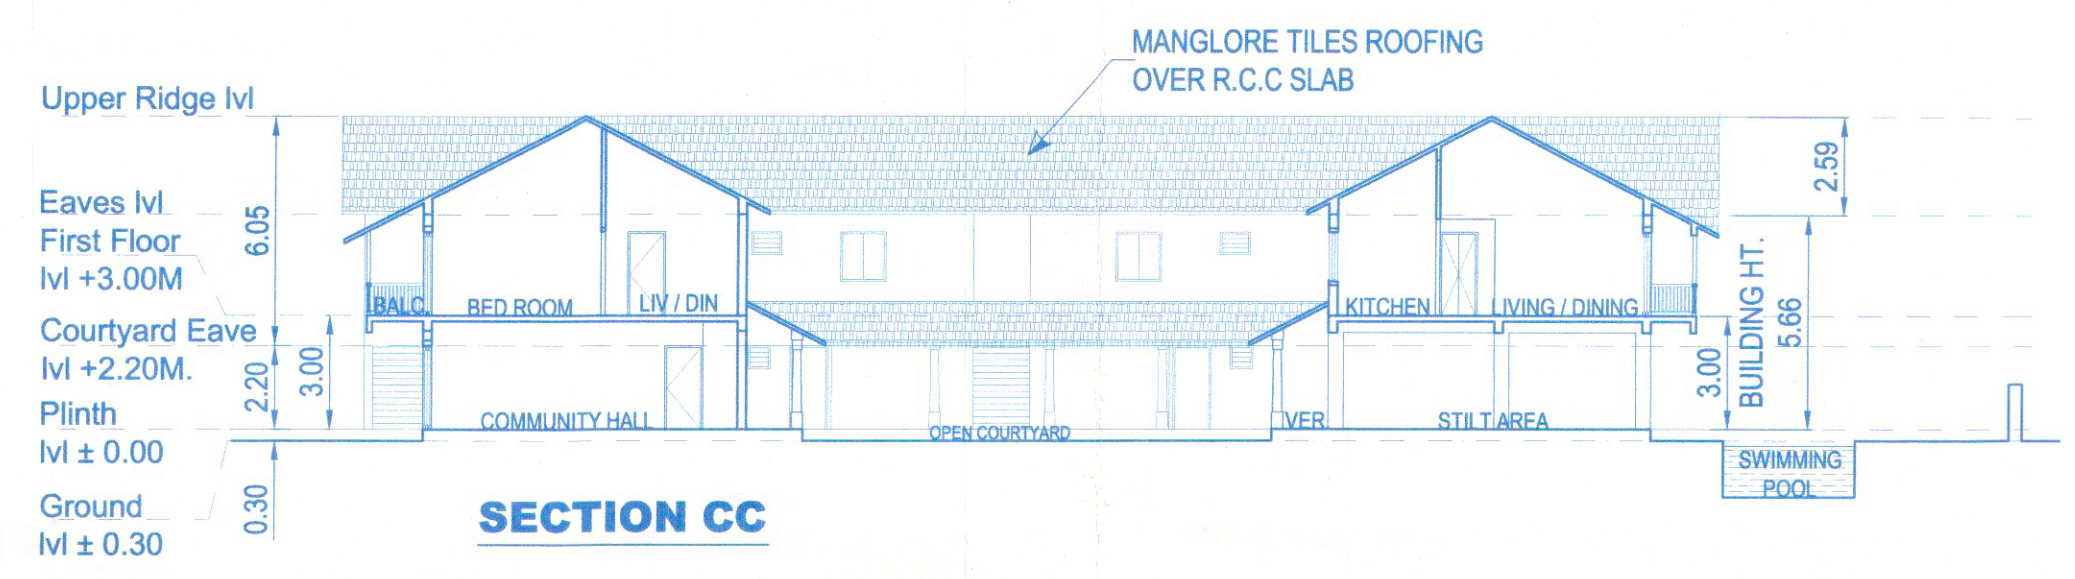 MANGLORE TILES ROOFING
OVER R.C.C SLAB
Upper Ridge lvl
Eaves lvl
First Floor
lvl +3.00M
Courtyard Eave
lvl +2.20M.
Plinth
lvl ± 0.00
Ground
lvl ± 0.30
6.05
2.20
3.00
0.30
BALC.
BED ROOM
LIV / DIN
KITCHEN
LIVING / DINING
COMMUNITY HALL
OPEN COURTYARD
VER
STILT AREA
2.59
BUILDING HT.
5.66
3.00
SWIMMING
POOL
SECTION CC